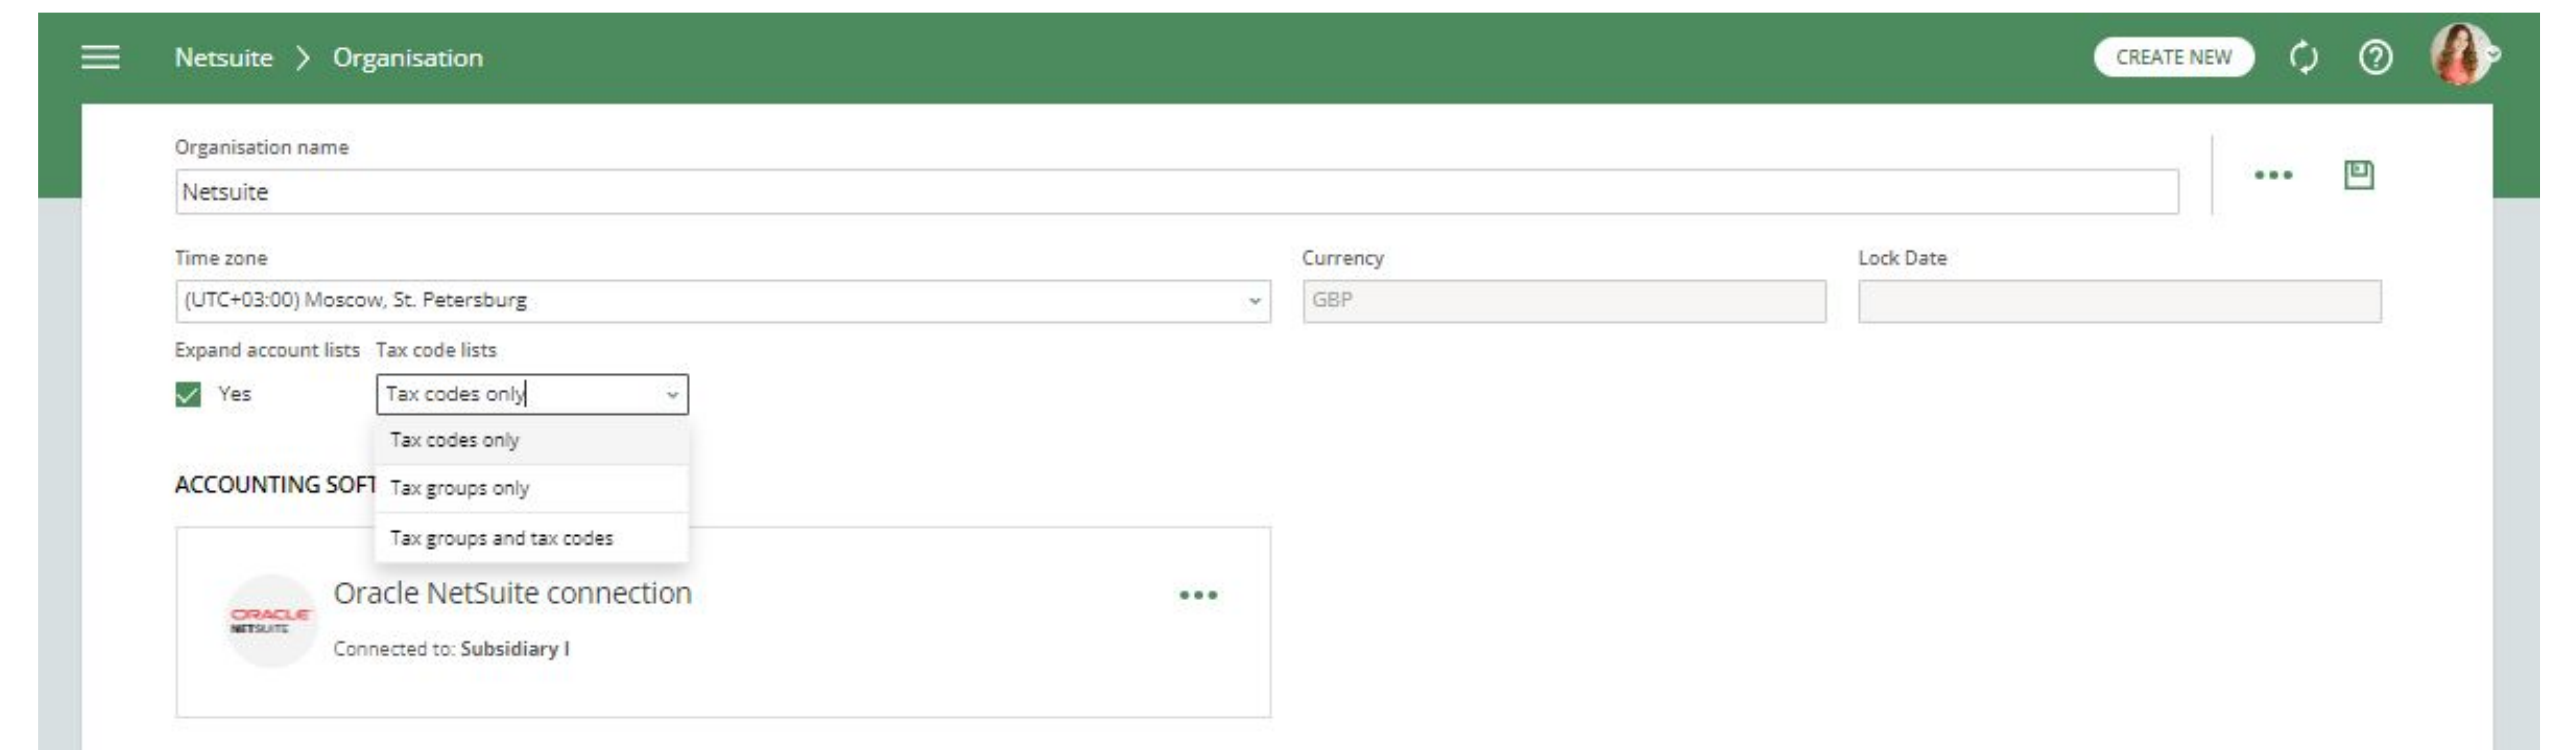 Netsuite > Organisation
CREATE NEW
Organisation name
Netsuite
Time zone
Currency
Lock Date
(UTC+03:00) Moscow, St. Petersburg
GBP
Expand account lists
Tax code lists
Yes
Tax codes only
Tax codes only
ACCOUNTING SOFT
Tax groups only
Tax groups and tax codes
Oracle NetSuite connection
ORACLE
NETSUITE
Connected to: Subsidiary I